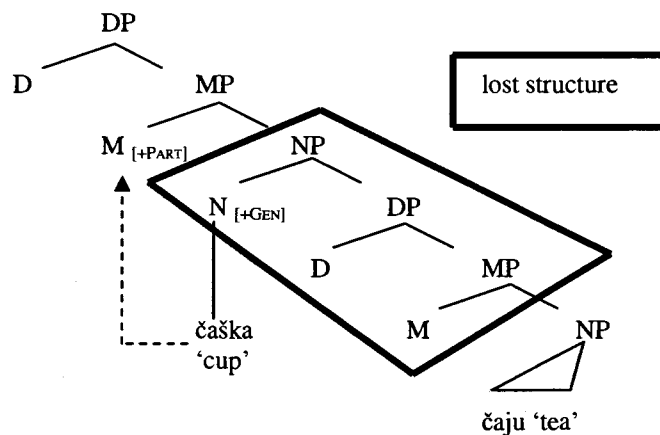 DP
D
lost structure
MP
M [+PART]
NP
N [+GEN]
DP
D
MP
M
NP
čaška
‘cup’
čaju ‘tea’